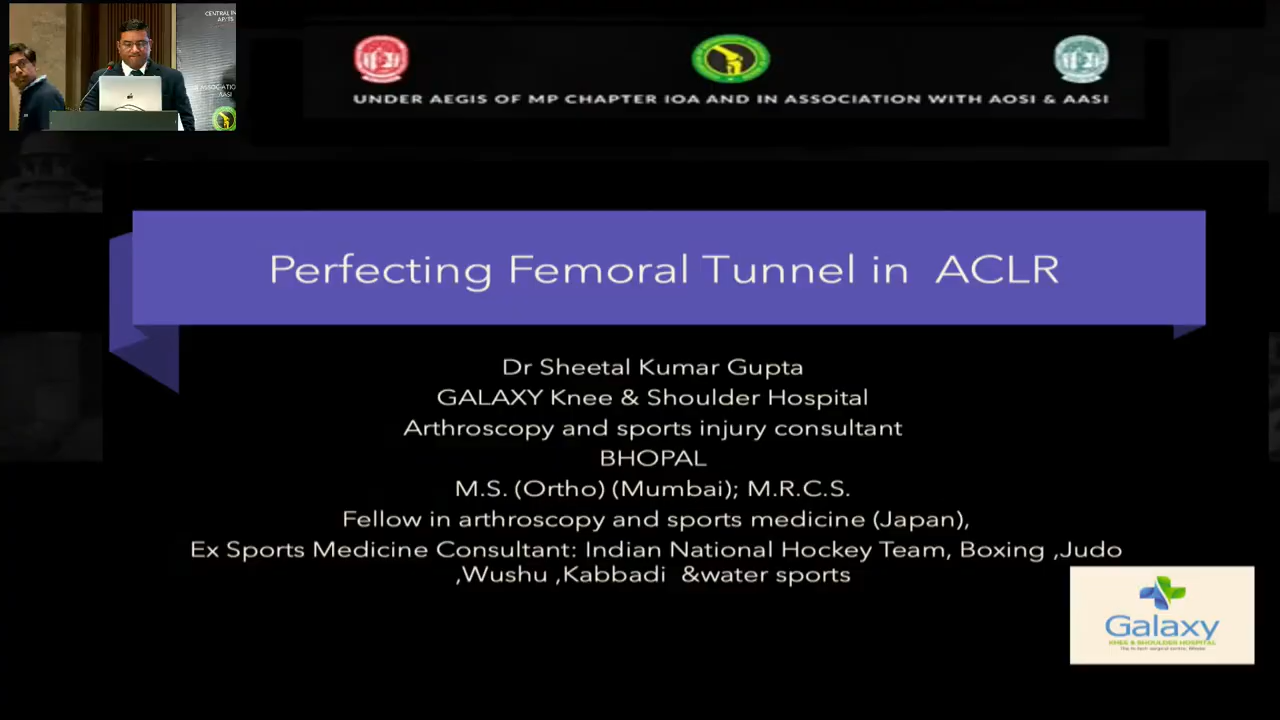 CENTRAL IN
UNDER AEGIS OF MP CHAPTER IOA AND IN ASSOCIATION WITH AOSI & AASI
Perfecting Femoral Tunnel in ACLR
Dr Sheetal Kumar Gupta
GALAXY Knee & Shoulder Hospital
Arthroscopy and sports injury consultant
BHOPAL
M.S. (Ortho) (Mumbai); M.R.C.S.
Fellow in arthroscopy and sports medicine (Japan),
Ex Sports Medicine Consultant: Indian National Hockey Team, Boxing ,Judo
,Wushu ,Kabbadi &water sports
Galaxy
KNEE & SHOULDER HOSPITAL